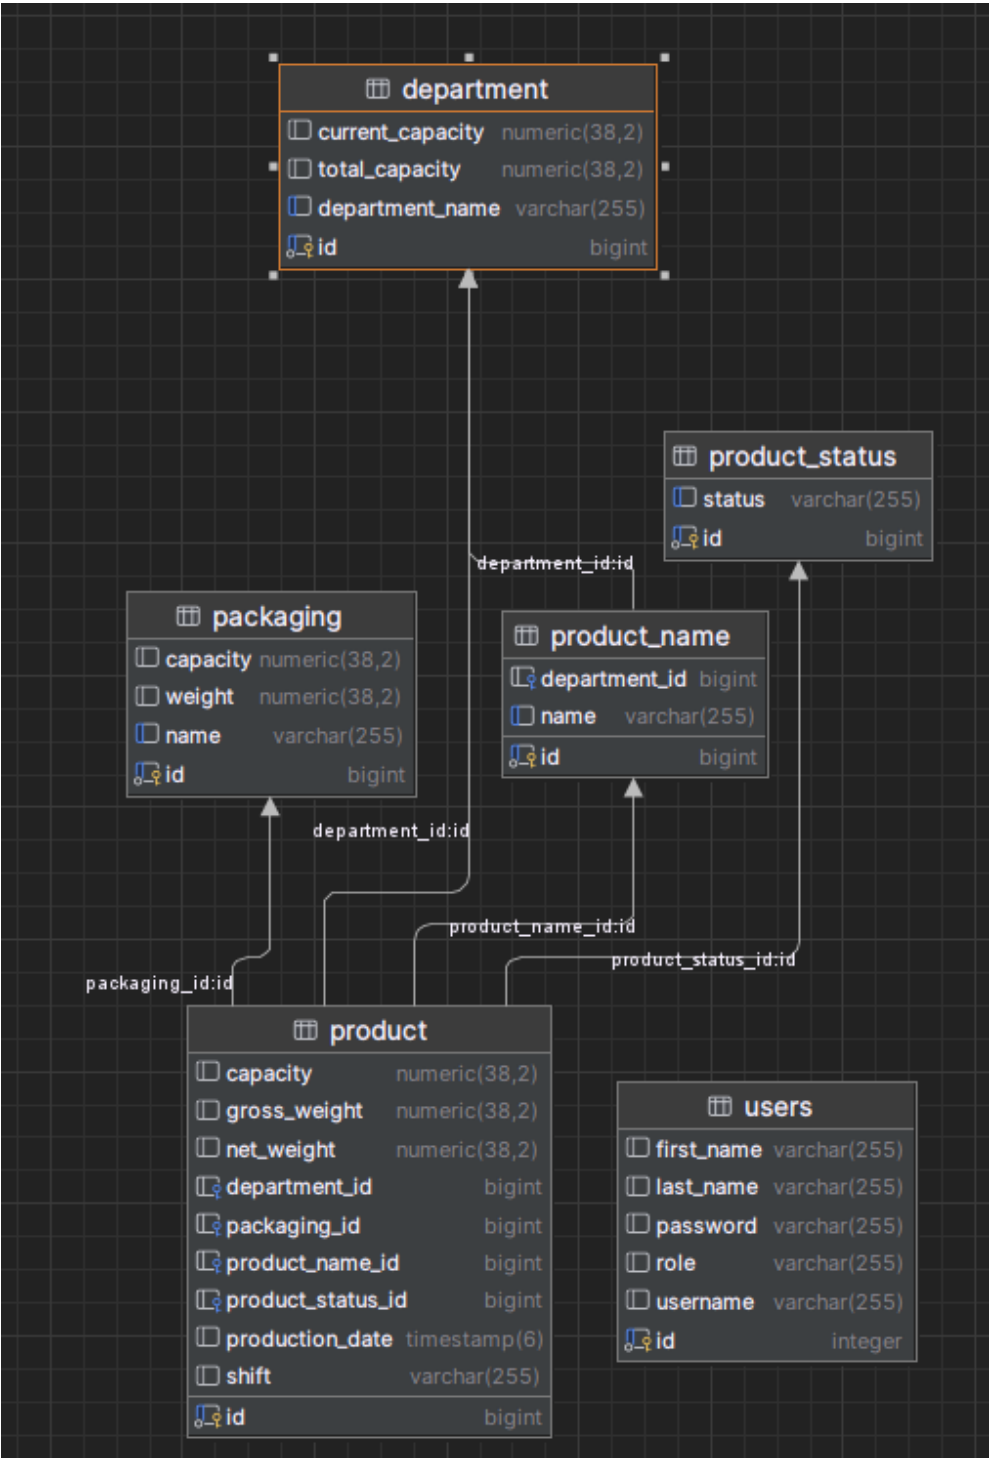 department
current_capacity numeric(38,2)
total_capacity numeric(38,2)
department_name varchar(255)
id bigint
product_status
status varchar(255)
id bigint
department_id:id
packaging
capacity numeric(38,2)
weight numeric(38,2)
name varchar(255)
id bigint
product_name
department_id bigint
name varchar(255)
id bigint
department_id:id
product_name_id:id
product_status_id:id
packaging_id:id
product
capacity numeric(38,2)
gross_weight numeric(38,2)
net_weight numeric(38,2)
department_id bigint
packaging_id bigint
product_name_id bigint
product_status_id bigint
production_date timestamp(6)
shift varchar(255)
id bigint
users
first_name varchar(255)
last_name varchar(255)
password varchar(255)
role varchar(255)
username varchar(255)
id integer